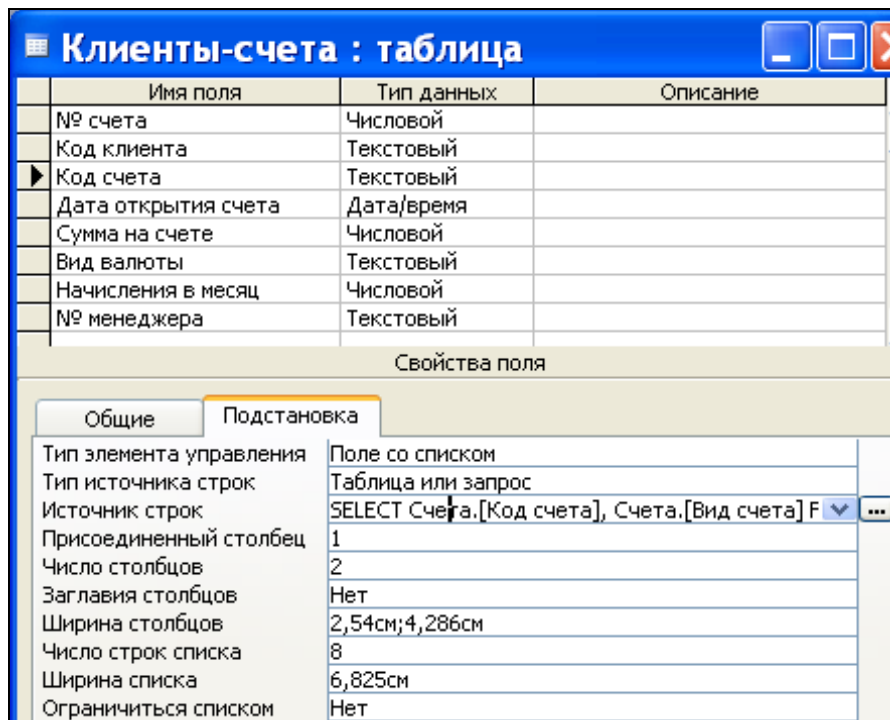 Клиенты-счета : таблица
Имя поля Тип данных Описание
№ счета Числовой
Код клиента Текстовый
Код счета Текстовый
Дата открытия счета Дата/время
Сумма на счете Числовой
Вид валюты Текстовый
Начисления в месяц Числовой
№ менеджера Текстовый
Свойства поля
Общие Подстановка
Тип элемента управления Поле со списком
Тип источника строк Таблица или запрос
Источник строк SELECT Счета.[Код счета], Счета.[Вид счета] F ...
Присоединенный столбец 1
Число столбцов 2
Заглавия столбцов Нет
Ширина столбцов 2,54см;4,286см
Число строк списка 8
Ширина списка 6,825см
Ограничиться списком Нет